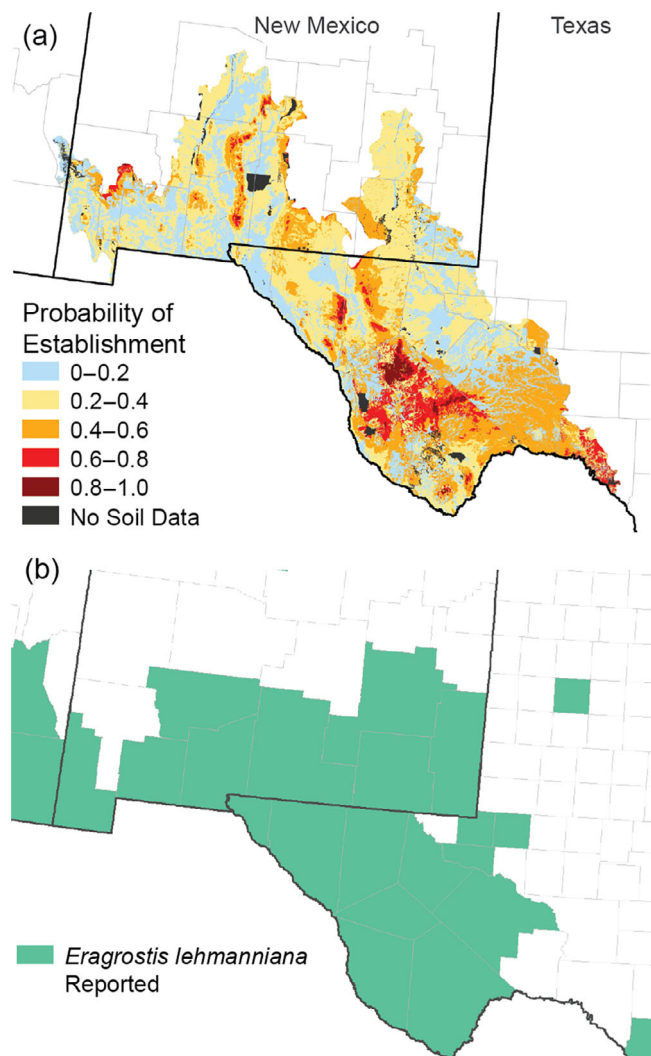 (a)
New Mexico
Texas
Probability of
Establishment
0–0.2
0.2–0.4
0.4–0.6
0.6–0.8
0.8–1.0
No Soil Data
(b)
Eragrostis lehmanniana
Reported